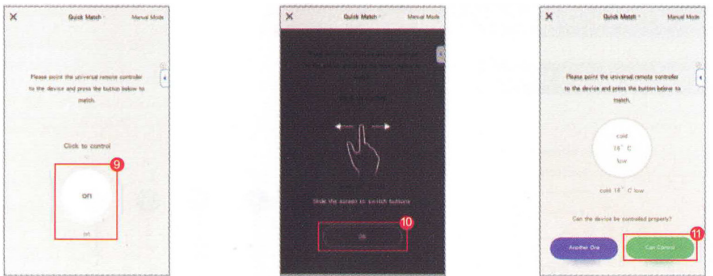 Quick Match
Manual Mode
Please point the universal remote controller
to the device and press the button below to
match.
Click to control
9
on
Quick Match
Manual Mode
Slide the screen to switch buttons
10
OK
Quick Match
Manual Mode
Please point the universal remote controller
to the device and press the button below to
match.
cold
18° C
low
cold 18° C low
Can the device be controlled properly?
11
Another One
Can Control